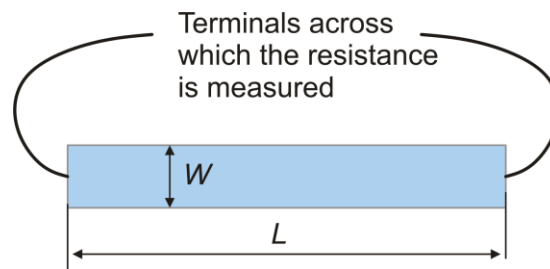 Terminals across
which the resistance
is measured
W
L